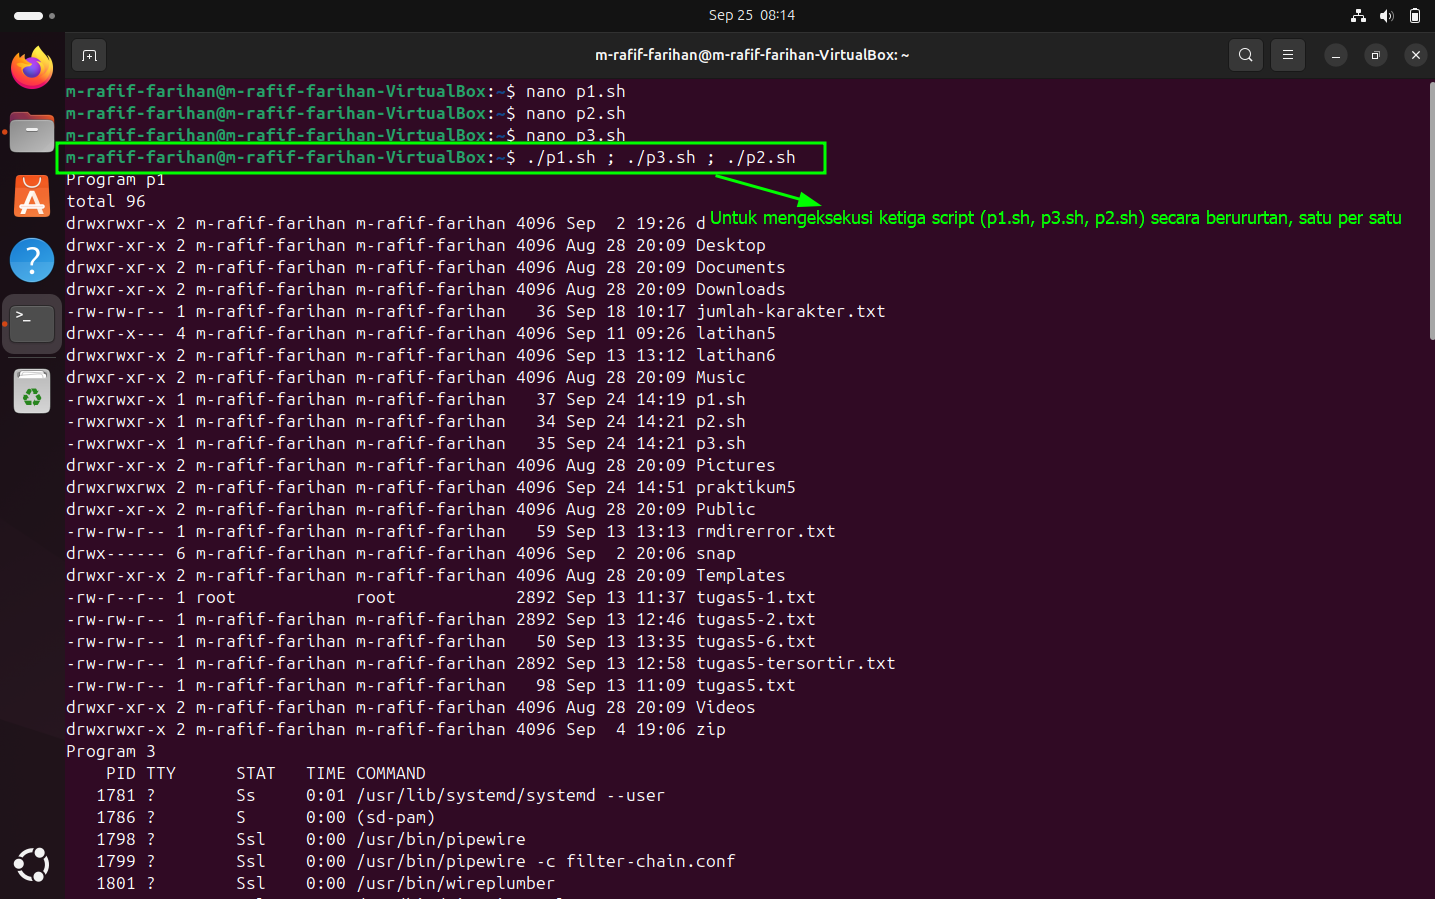 Sep 25 08:14
m-rafif-farihan@m-rafif-farihan-VirtualBox: ~
m-rafif-farihan@m-rafif-farihan-VirtualBox:~$ nano p1.sh
m-rafif-farihan@m-rafif-farihan-VirtualBox:~$ nano p2.sh
m-rafif-farihan@m-rafif-farihan-VirtualBox:~$ nano p3.sh
m-rafif-farihan@m-rafif-farihan-VirtualBox:~$ ./p1.sh ; ./p3.sh ; ./p2.sh
Program p1
total 96
drwxrwxr-x 2 m-rafif-farihan m-rafif-farihan 4096 Sep  2 19:26 d
Untuk mengeksekusi ketiga script (p1.sh, p3.sh, p2.sh) secara berururtan, satu per satu
drwxr-xr-x 2 m-rafif-farihan m-rafif-farihan 4096 Aug 28 20:09 Desktop
drwxr-xr-x 2 m-rafif-farihan m-rafif-farihan 4096 Aug 28 20:09 Documents
drwxr-xr-x 2 m-rafif-farihan m-rafif-farihan 4096 Aug 28 20:09 Downloads
-rw-rw-r-- 1 m-rafif-farihan m-rafif-farihan   36 Sep 18 10:17 jumlah-karakter.txt
drwxr-x--- 4 m-rafif-farihan m-rafif-farihan 4096 Sep 11 09:26 latihan5
drwxrwxr-x 2 m-rafif-farihan m-rafif-farihan 4096 Sep 13 13:12 latihan6
drwxr-xr-x 2 m-rafif-farihan m-rafif-farihan 4096 Aug 28 20:09 Music
-rwxrwxr-x 1 m-rafif-farihan m-rafif-farihan   37 Sep 24 14:19 p1.sh
-rwxrwxr-x 1 m-rafif-farihan m-rafif-farihan   34 Sep 24 14:21 p2.sh
-rwxrwxr-x 1 m-rafif-farihan m-rafif-farihan   35 Sep 24 14:21 p3.sh
drwxr-xr-x 2 m-rafif-farihan m-rafif-farihan 4096 Aug 28 20:09 Pictures
drwxrwxrwx 2 m-rafif-farihan m-rafif-farihan 4096 Sep 24 14:51 praktikum5
drwxr-xr-x 2 m-rafif-farihan m-rafif-farihan 4096 Aug 28 20:09 Public
-rw-rw-r-- 1 m-rafif-farihan m-rafif-farihan   59 Sep 13 13:13 rmdirerror.txt
drwx------ 6 m-rafif-farihan m-rafif-farihan 4096 Sep  2 20:06 snap
drwxr-xr-x 2 m-rafif-farihan m-rafif-farihan 4096 Aug 28 20:09 Templates
-rw-r--r-- 1 root            root            2892 Sep 13 11:37 tugas5-1.txt
-rw-rw-r-- 1 m-rafif-farihan m-rafif-farihan 2892 Sep 13 12:46 tugas5-2.txt
-rw-rw-r-- 1 m-rafif-farihan m-rafif-farihan   50 Sep 13 13:35 tugas5-6.txt
-rw-rw-r-- 1 m-rafif-farihan m-rafif-farihan 2892 Sep 13 12:58 tugas5-tersortir.txt
-rw-rw-r-- 1 m-rafif-farihan m-rafif-farihan   98 Sep 13 11:09 tugas5.txt
drwxr-xr-x 2 m-rafif-farihan m-rafif-farihan 4096 Aug 28 20:09 Videos
drwxrwxr-x 2 m-rafif-farihan m-rafif-farihan 4096 Sep  4 19:06 zip
Program 3
    PID TTY      STAT   TIME COMMAND
   1781 ?        Ss     0:01 /usr/lib/systemd/systemd --user
   1786 ?        S      0:00 (sd-pam)
   1798 ?        Ssl    0:00 /usr/bin/pipewire
   1799 ?        Ssl    0:00 /usr/bin/pipewire -c filter-chain.conf
   1801 ?        Ssl    0:00 /usr/bin/wireplumber